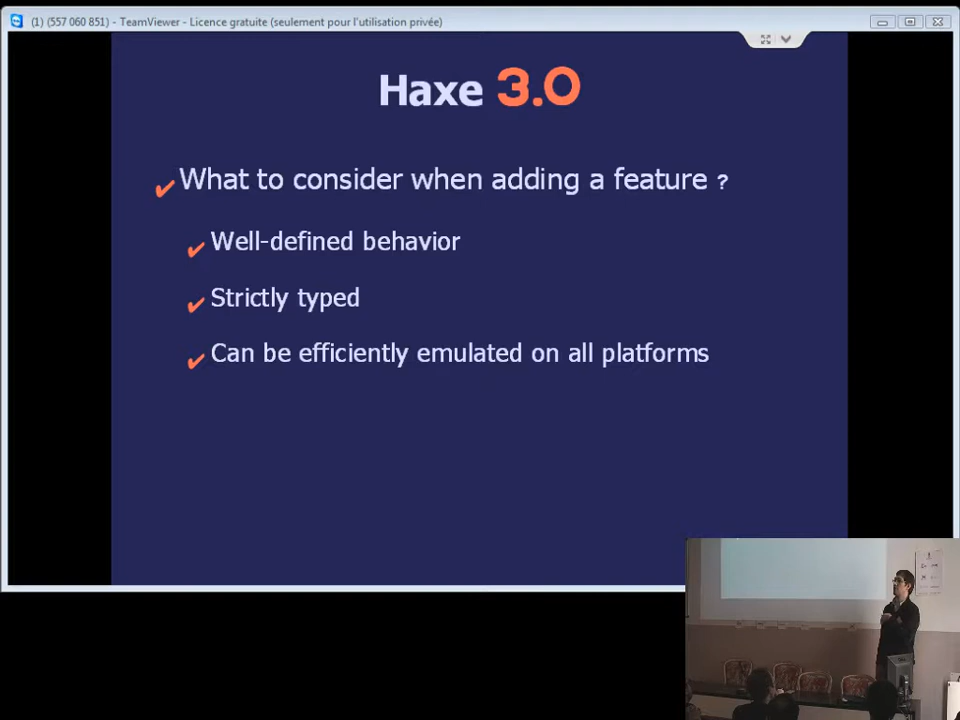 (1) (557 060 851) - TeamViewer - Licence gratuite (seulement pour l'utilisation privée)
Haxe 3.0
What to consider when adding a feature ?
Well-defined behavior
Strictly typed
Can be efficiently emulated on all platforms